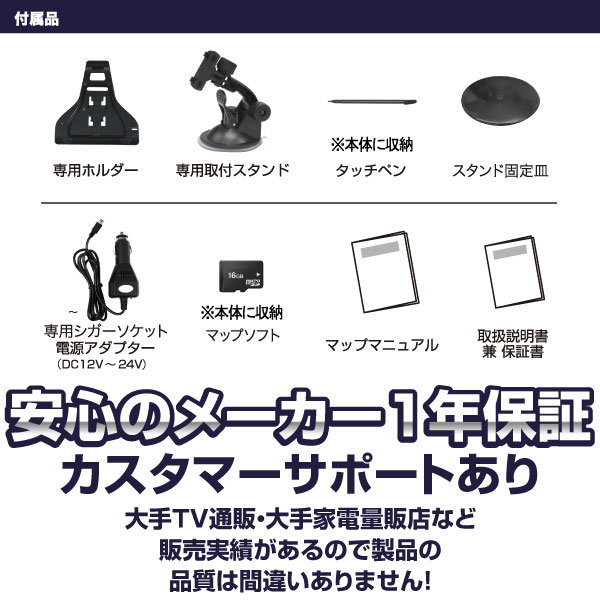 付属品
専用ホルダー
専用取付スタンド
※本体に収納
タッチペン
スタンド固定皿
~
専用シガーソケット
電源アダプター
(DC12V~24V)
16GB
micro
※本体に収納
マップソフト
マップマニュアル
取扱説明書
兼 保証書
安心のメーカー1年保証
カスタマーサポートあり
大手TV通販・大手家電量販店など
販売実績があるので製品の
品質は間違いありません!